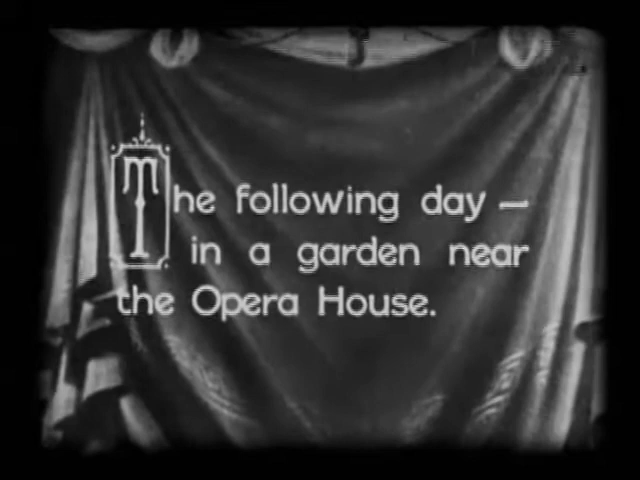 The following day —
in a garden near
the Opera House.